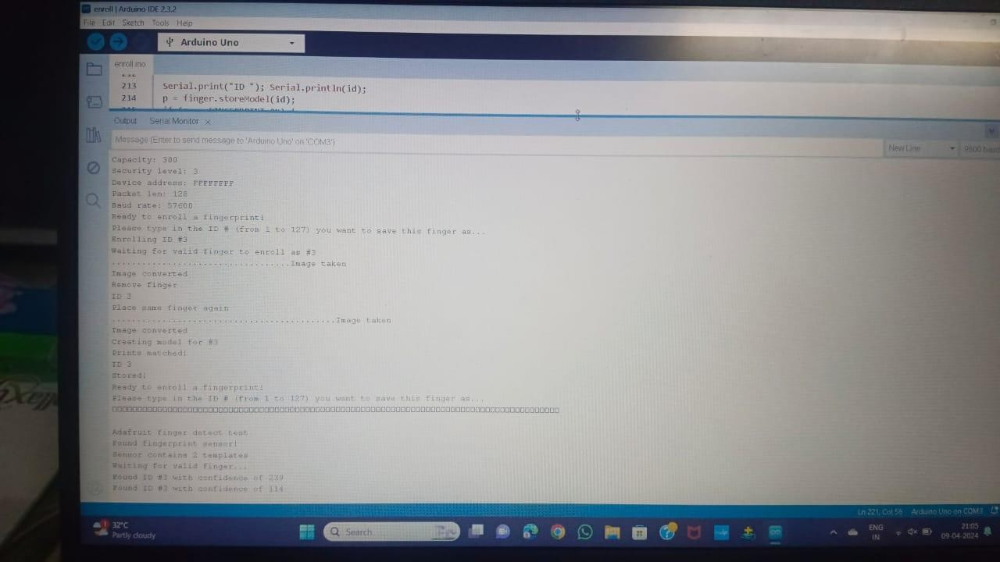 enroll | Arduino IDE 2.3.2
File Edit Sketch Tools Help
Arduino Uno
enroll.ino
213 Serial.print("ID "); Serial.println(id);
214 p = finger.storeModel(id);
Output Serial Monitor
Message (Enter to send message to 'Arduino Uno' on 'COM3')
New Line
9600 baud
Capacity: 300
Security level: 3
Device address: FFFFFFFF
Packet len: 128
Baud rate: 57600
Ready to enroll a fingerprint!
Please type in the ID # (from 1 to 127) you want to save this finger as...
Enrolling ID #3
Waiting for valid finger to enroll as #3
...................................Image taken
Image converted
Remove finger
ID 3
Place same finger again
............................................Image taken
Image converted
Creating model for #3
Prints matched!
ID 3
Stored!
Ready to enroll a fingerprint!
Please type in the ID # (from 1 to 127) you want to save this finger as...
Adafruit finger detect test
Found fingerprint sensor!
Sensor contains 2 templates
Waiting for valid finger...
Found ID #3 with confidence of 239
Found ID #3 with confidence of 114
Ln 221, Col 56 Arduino Uno on COM3
32°C
Partly cloudy
Search
ENG
IN
21:05
09-04-2024